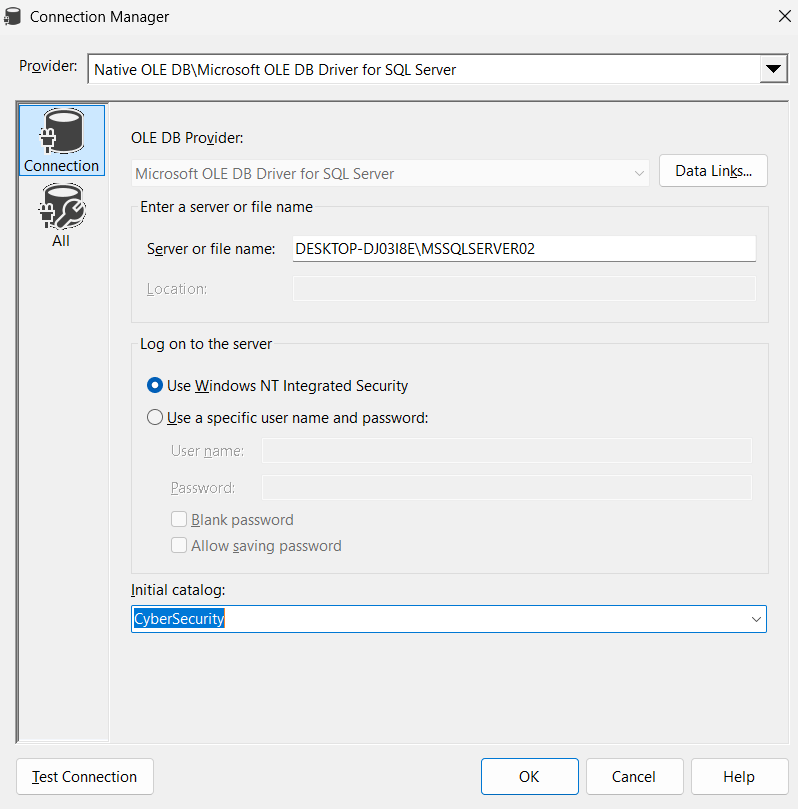 Connection Manager
Provider: Native OLE DB\Microsoft OLE DB Driver for SQL Server
Connection
All
OLE DB Provider:
Microsoft OLE DB Driver for SQL Server Data Links...
Enter a server or file name
Server or file name: DESKTOP-DJ03I8E\MSSQLSERVER02
Location:
Log on to the server
Use Windows NT Integrated Security
Use a specific user name and password:
User name:
Password:
Blank password
Allow saving password
Initial catalog:
CyberSecurity
Test Connection OK Cancel Help